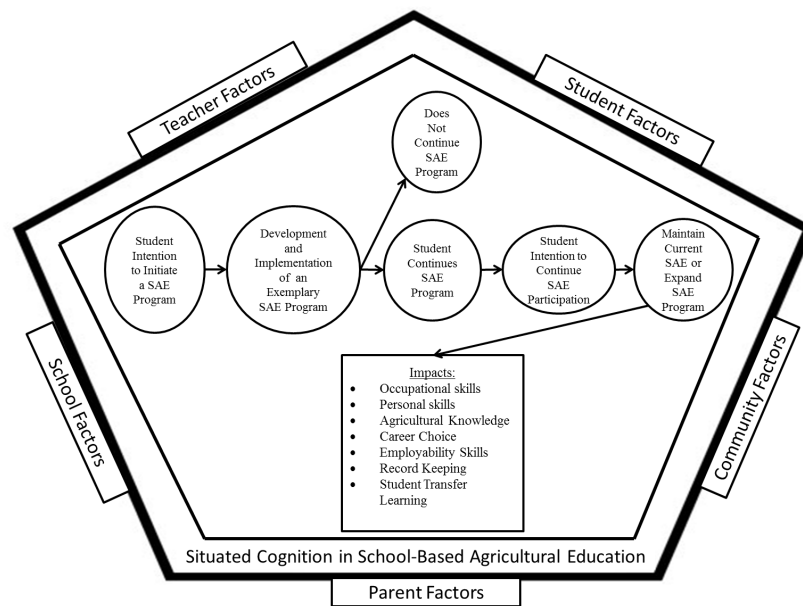 Teacher Factors
Student Factors
Does
Not
Continue
SAE
Program
Student
Intention
to Initiate
a SAE
Program
Development
and
Implementation
of an
Exemplary
SAE Program
Student
Continues
SAE
Program
Student
Intention to
Continue
SAE
Participation
Maintain
Current
SAE or
Expand
SAE
Program
School Factors
Community Factors
Impacts:
• Occupational skills
• Personal skills
• Agricultural Knowledge
• Career Choice
• Employability Skills
• Record Keeping
• Student Transfer
Learning
Situated Cognition in School-Based Agricultural Education
Parent Factors